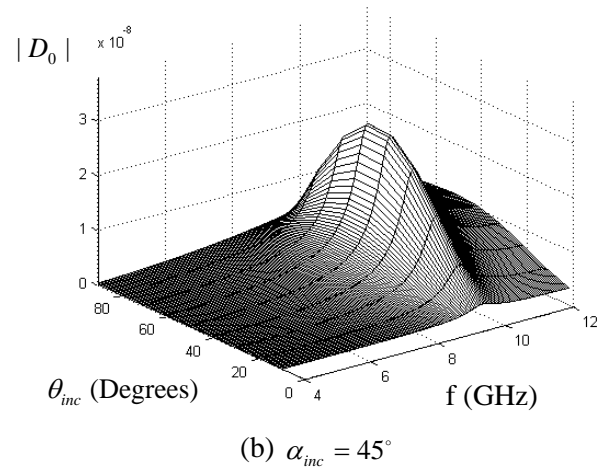 | D₀ |
x 10⁻⁸
3
2
1
0
80
60
40
20
0
4
6
8
10
12
θ_inc (Degrees)
f (GHz)
(b) α_inc = 45°